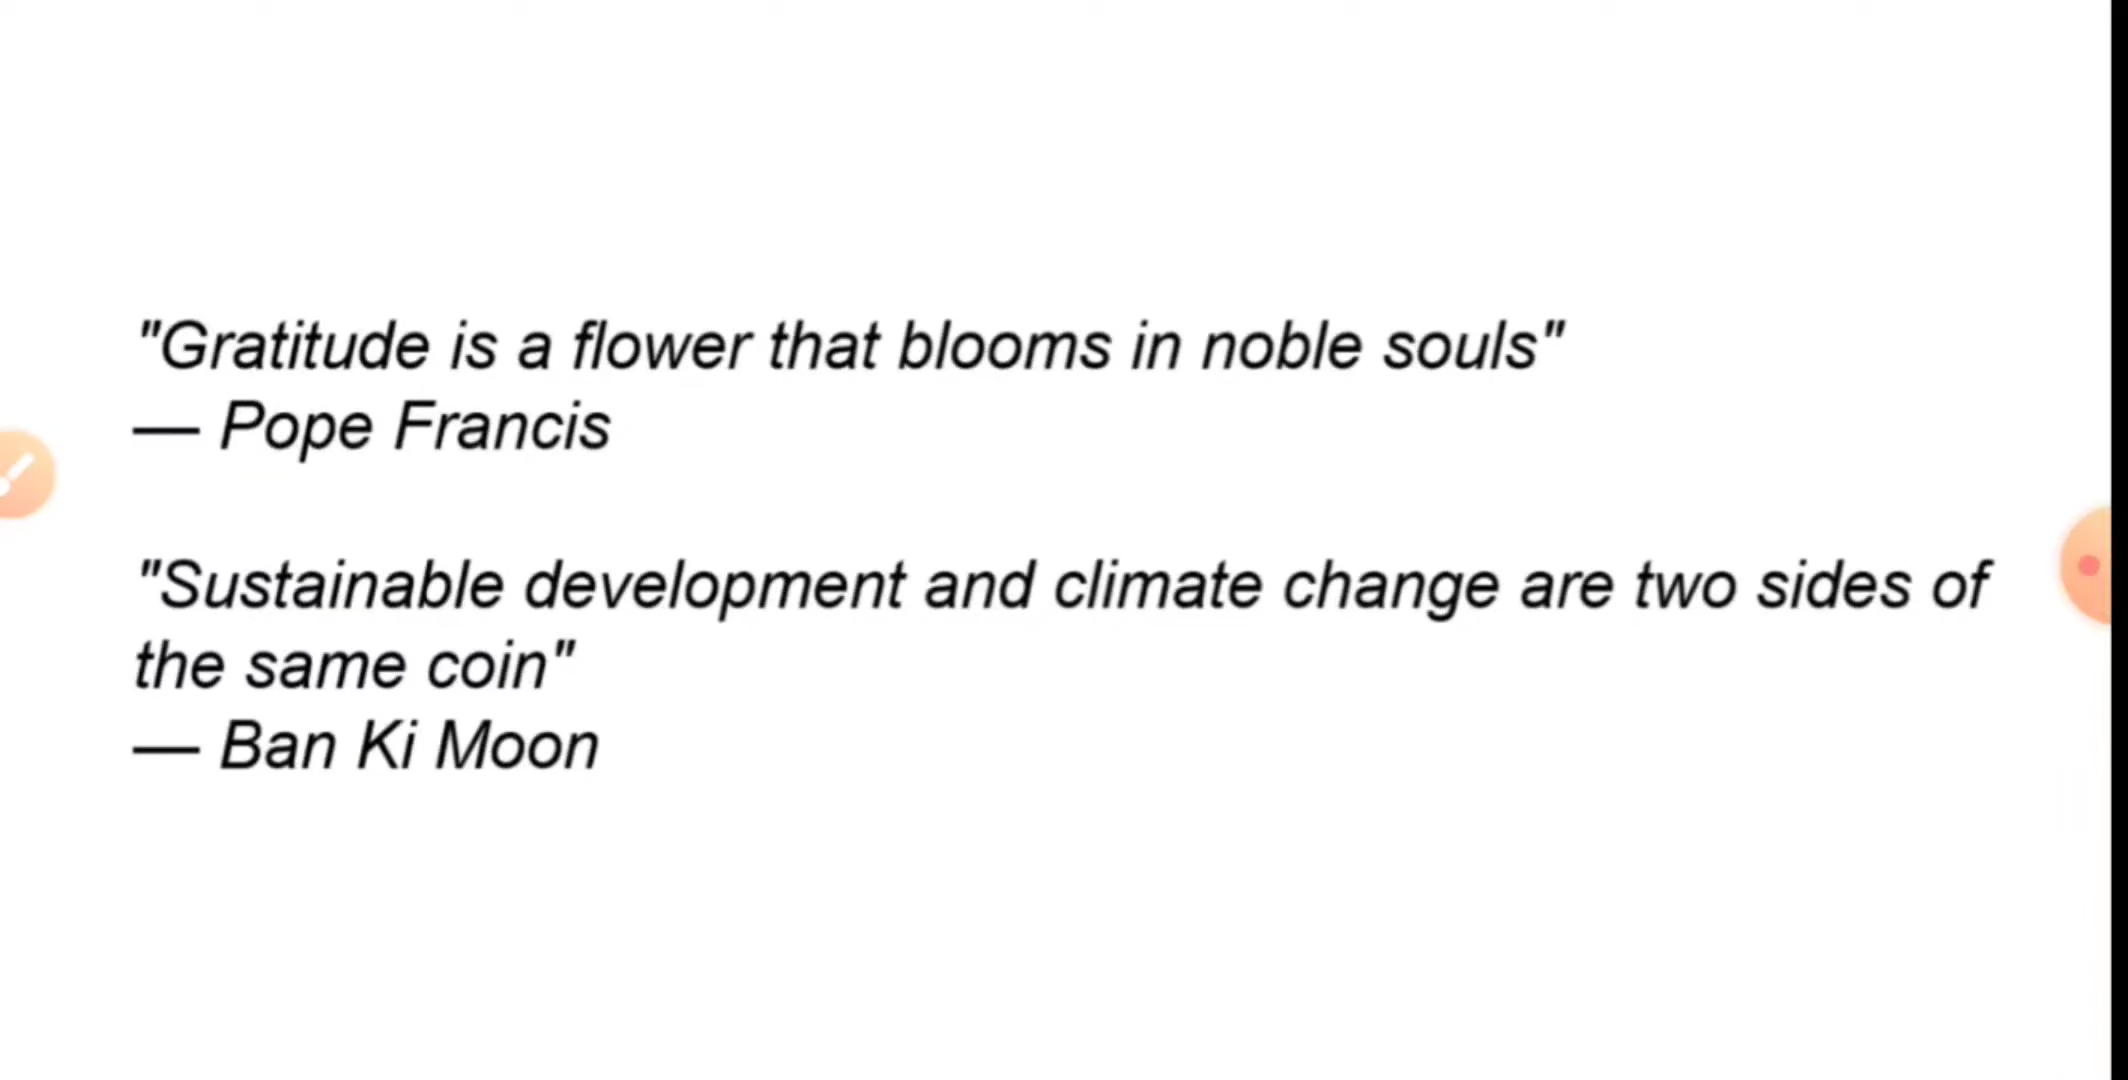 "Gratitude is a flower that blooms in noble souls"
— Pope Francis
"Sustainable development and climate change are two sides of
the same coin"
— Ban Ki Moon